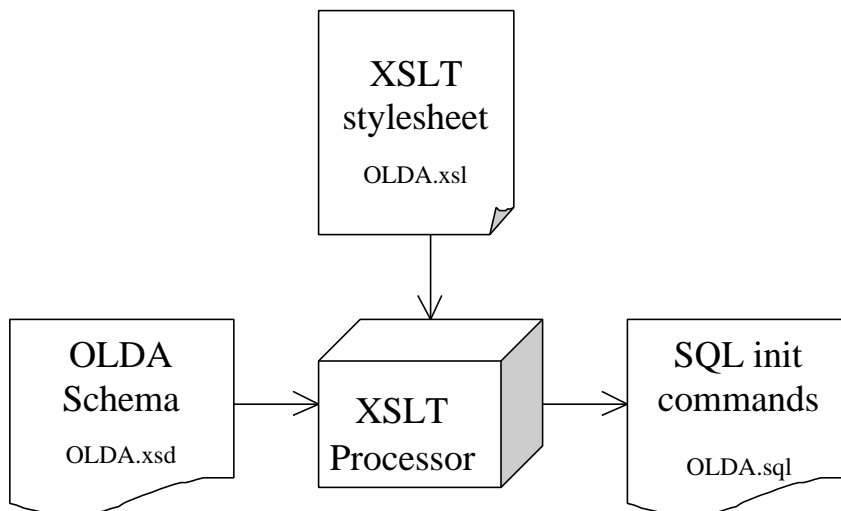 XSLT
stylesheet
OLDA.xsl
OLDA
Schema
OLDA.xsd
XSLT
Processor
SQL init
commands
OLDA.sql